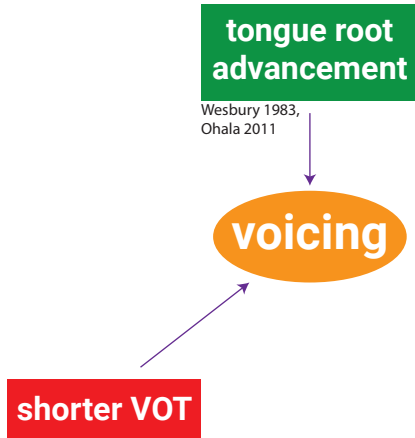 tongue root
advancement
Wesbury 1983,
Ohala 2011
voicing
shorter VOT